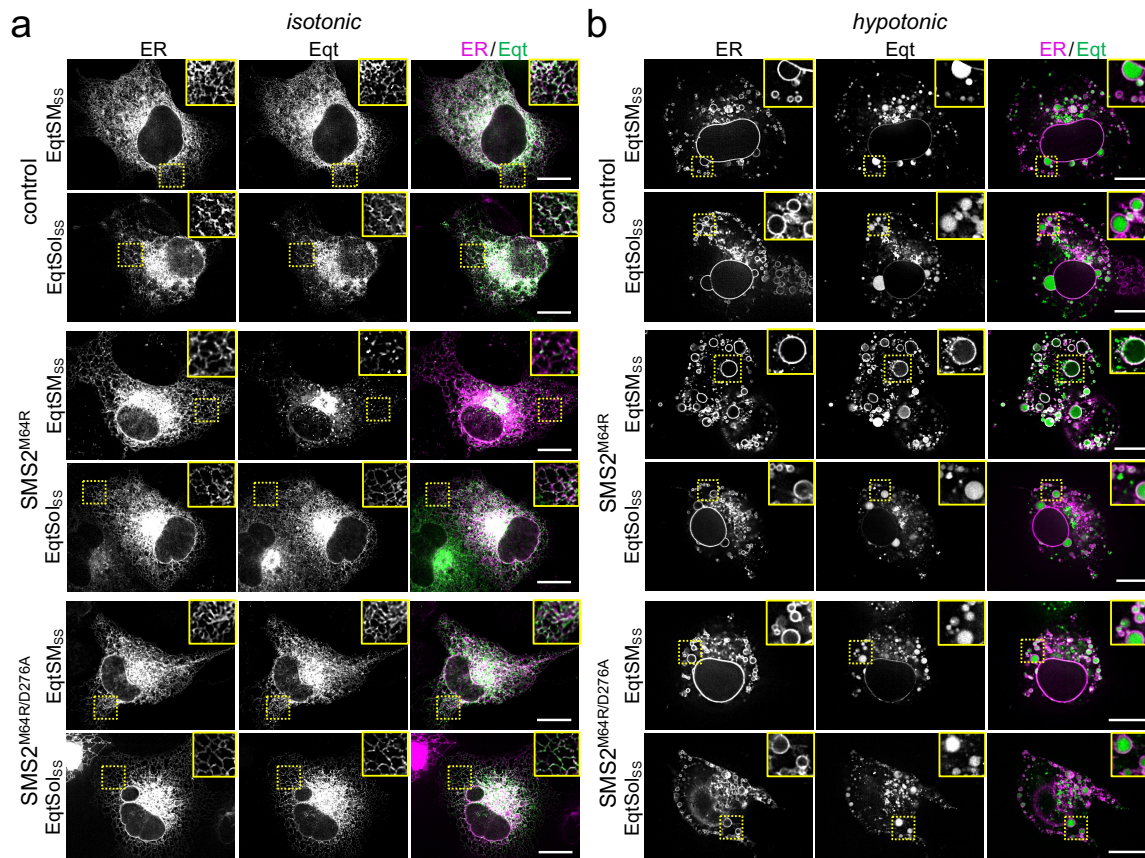 a
isotonic
ER
Eqt
ER/Eqt
control
EqtSMSS
EqtSolSS
SMS2M64R
EqtSMSS
EqtSolSS
SMS2M64R/D276A
EqtSMSS
EqtSolSS
b
hypotonic
ER
Eqt
ER/Eqt
control
EqtSMSS
EqtSolSS
SMS2M64R
EqtSMSS
EqtSolSS
SMS2M64R/D276A
EqtSMSS
EqtSolSS